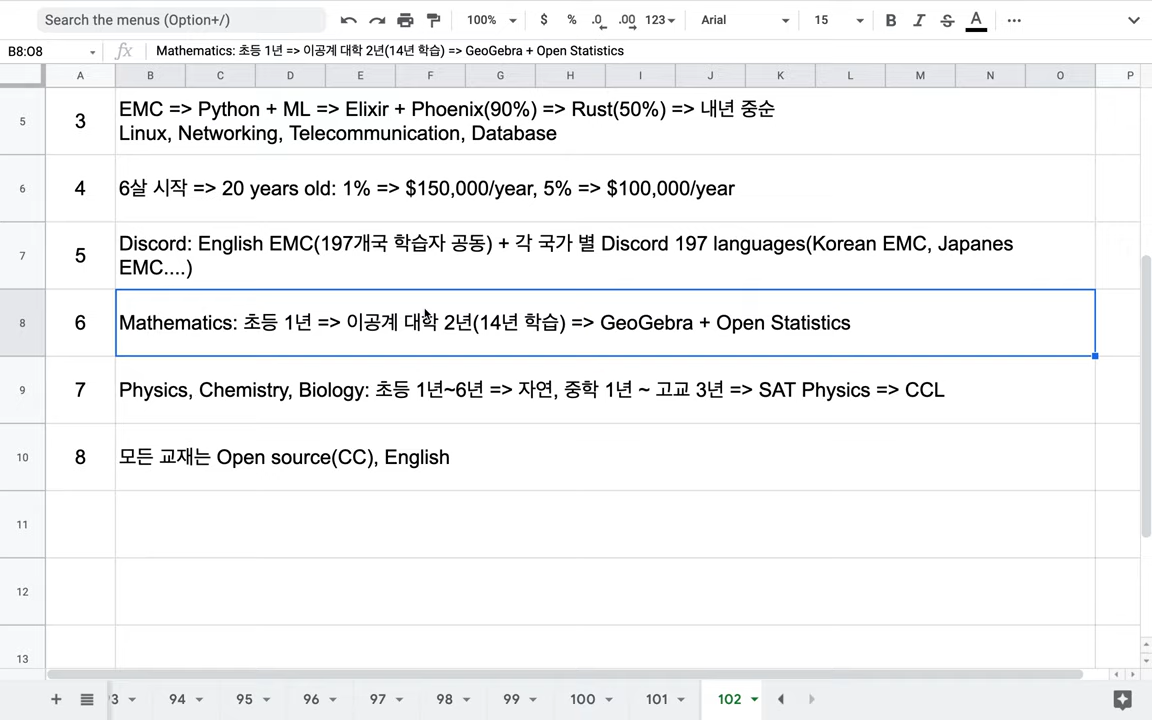 Search the menus (Option+/)
100%
$ % .0 .00 123
Arial
15
B I S A
B8:O8
fx
Mathematics: 초등 1년 => 이공계 대학 2년(14년 학습) => GeoGebra + Open Statistics
A B C D E F G H I J K L M N O P
5
3
EMC => Python + ML => Elixir + Phoenix(90%) => Rust(50%) => 내년 중순
Linux, Networking, Telecommunication, Database
6
4
6살 시작 => 20 years old: 1% => $150,000/year, 5% => $100,000/year
7
5
Discord: English EMC(197개국 학습자 공동) + 각 국가 별 Discord 197 languages(Korean EMC, Japanes
EMC....)
8
6
Mathematics: 초등 1년 => 이공계 대학 2년(14년 학습) => GeoGebra + Open Statistics
9
7
Physics, Chemistry, Biology: 초등 1년~6년 => 자연, 중학 1년 ~ 고교 3년 => SAT Physics => CCL
10
8
모든 교재는 Open source(CC), English
11
12
13
3 94 95 96 97 98 99 100 101 102